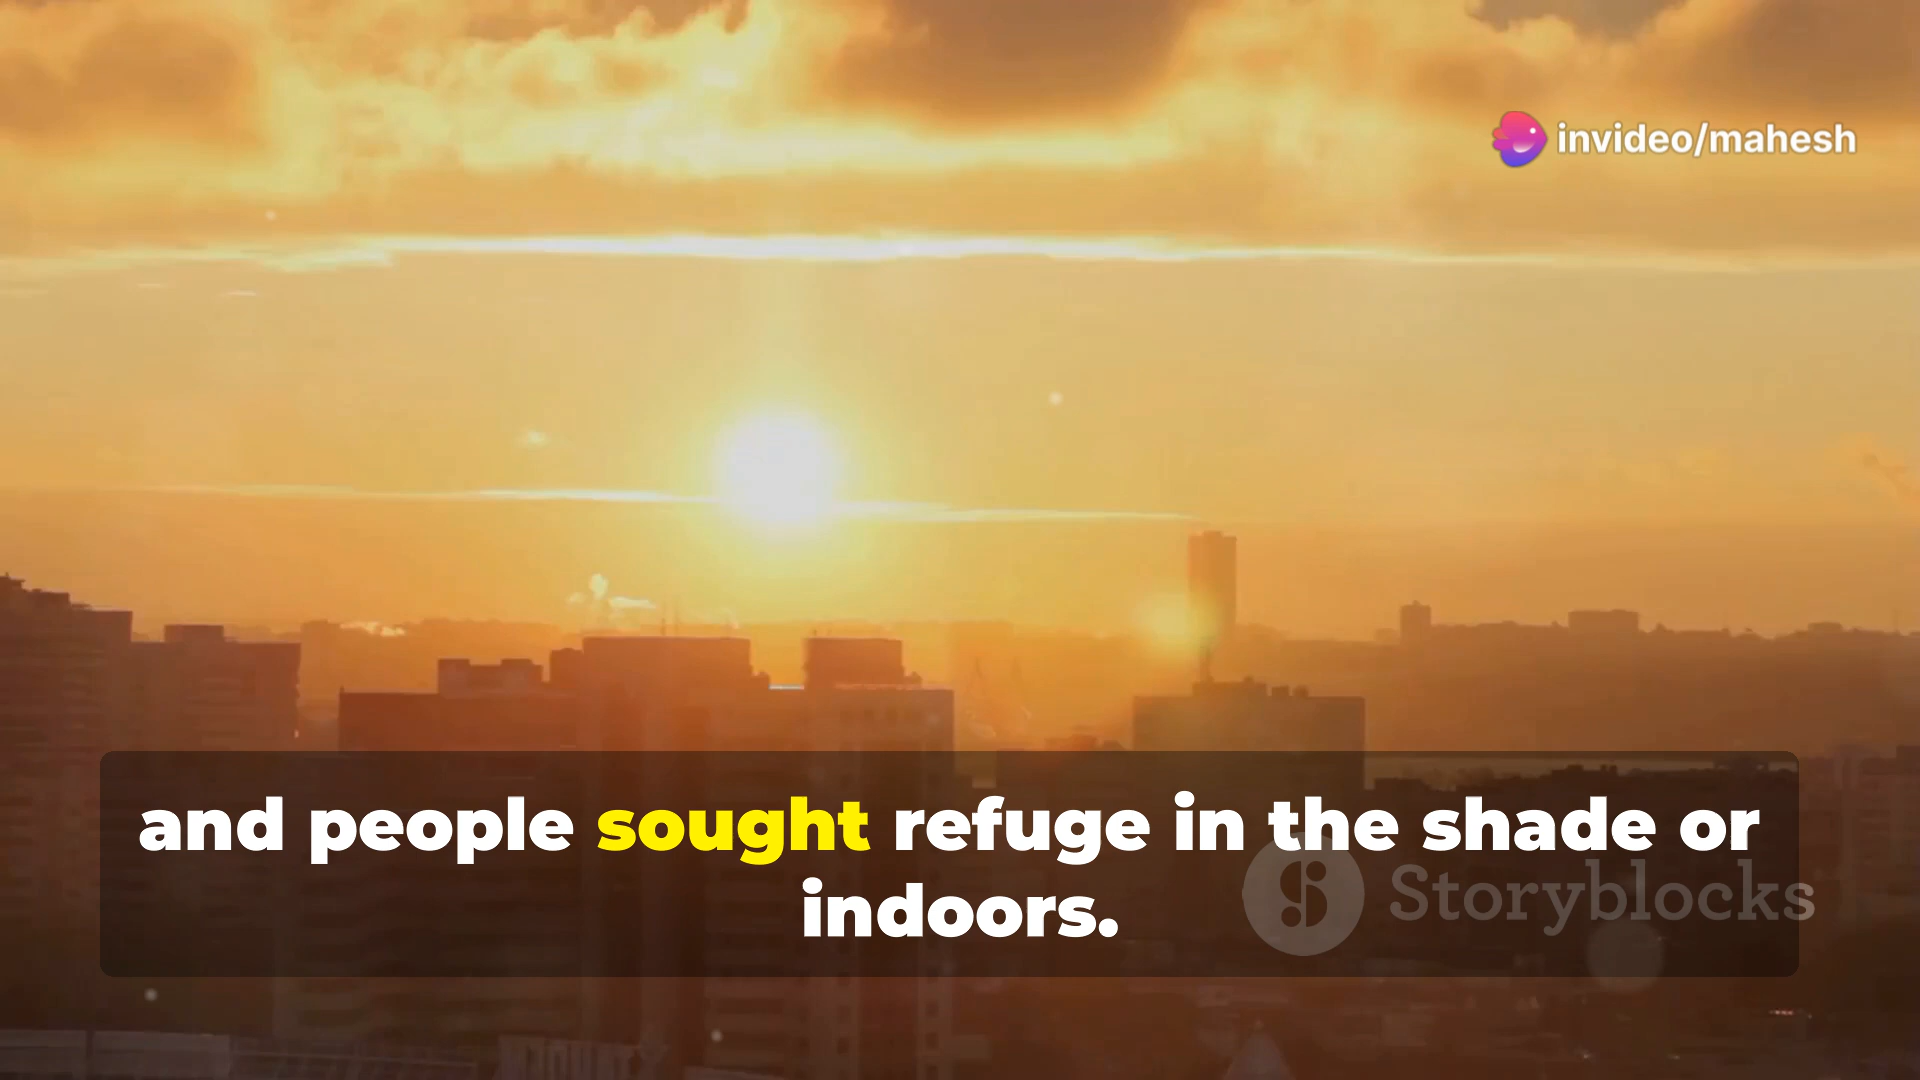 invideo/mahesh
and people sought refuge in the shade or
indoors.
Storyblocks